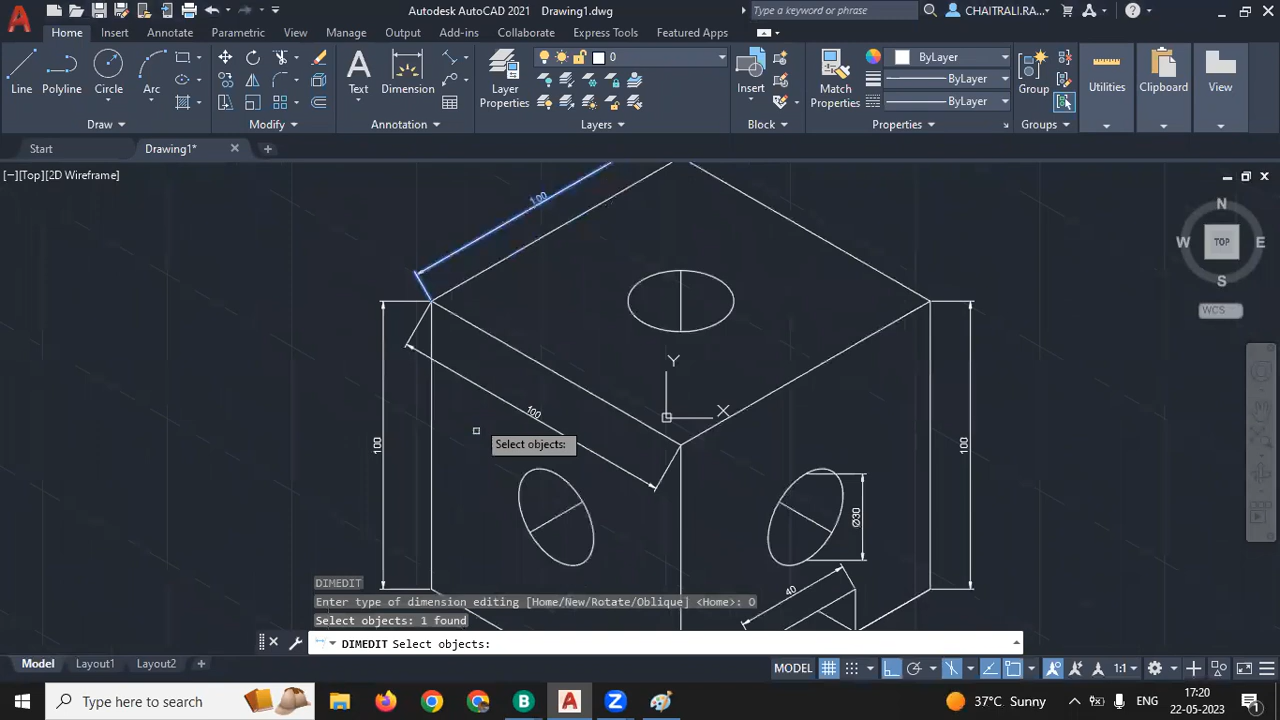 Autodesk AutoCAD 2021 Drawing1.dwg
Type a keyword or phrase
CHAITRALI.RA...
Home Insert Annotate Parametric View Manage Output Add-ins Collaborate Express Tools Featured Apps
Line Polyline Circle Arc
Text Dimension
Layer Properties
0
Insert
Match Properties
ByLayer
ByLayer
ByLayer
Group
Utilities
Clipboard
View
Draw Modify Annotation Layers Block Properties Groups
Start Drawing1*
[−][Top][2D Wireframe]
N
W TOP E
S
WCS
100
100
100
100
Y
X
Ø30
40
Select objects:
DIMEDIT
Enter type of dimension editing [Home/New/Rotate/Oblique] <Home>: O
Select objects: 1 found
DIMEDIT Select objects:
Model Layout1 Layout2
MODEL
1:1
Type here to search
B
A
Z
37°C Sunny
ENG
17:20
22-05-2023
1